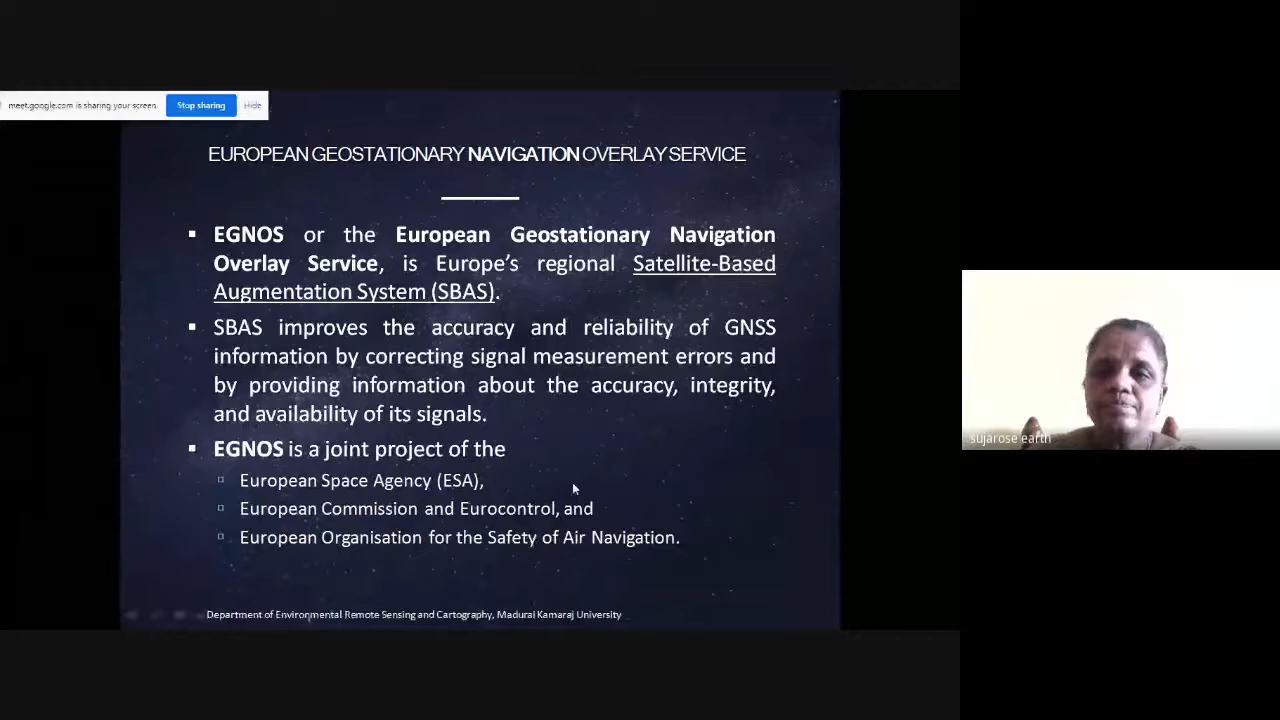 meet.google.com is sharing your screen.
Stop sharing
Hide
EUROPEAN GEOSTATIONARY NAVIGATION OVERLAY SERVICE
▪ EGNOS or the European Geostationary Navigation
Overlay Service, is Europe's regional Satellite-Based
Augmentation System (SBAS).
▪ SBAS improves the accuracy and reliability of GNSS
information by correcting signal measurement errors and
by providing information about the accuracy, integrity,
and availability of its signals.
▪ EGNOS is a joint project of the
▫ European Space Agency (ESA),
▫ European Commission and Eurocontrol, and
▫ European Organisation for the Safety of Air Navigation.
Department of Environmental Remote Sensing and Cartography, Madurai Kamaraj University
sujarose earth